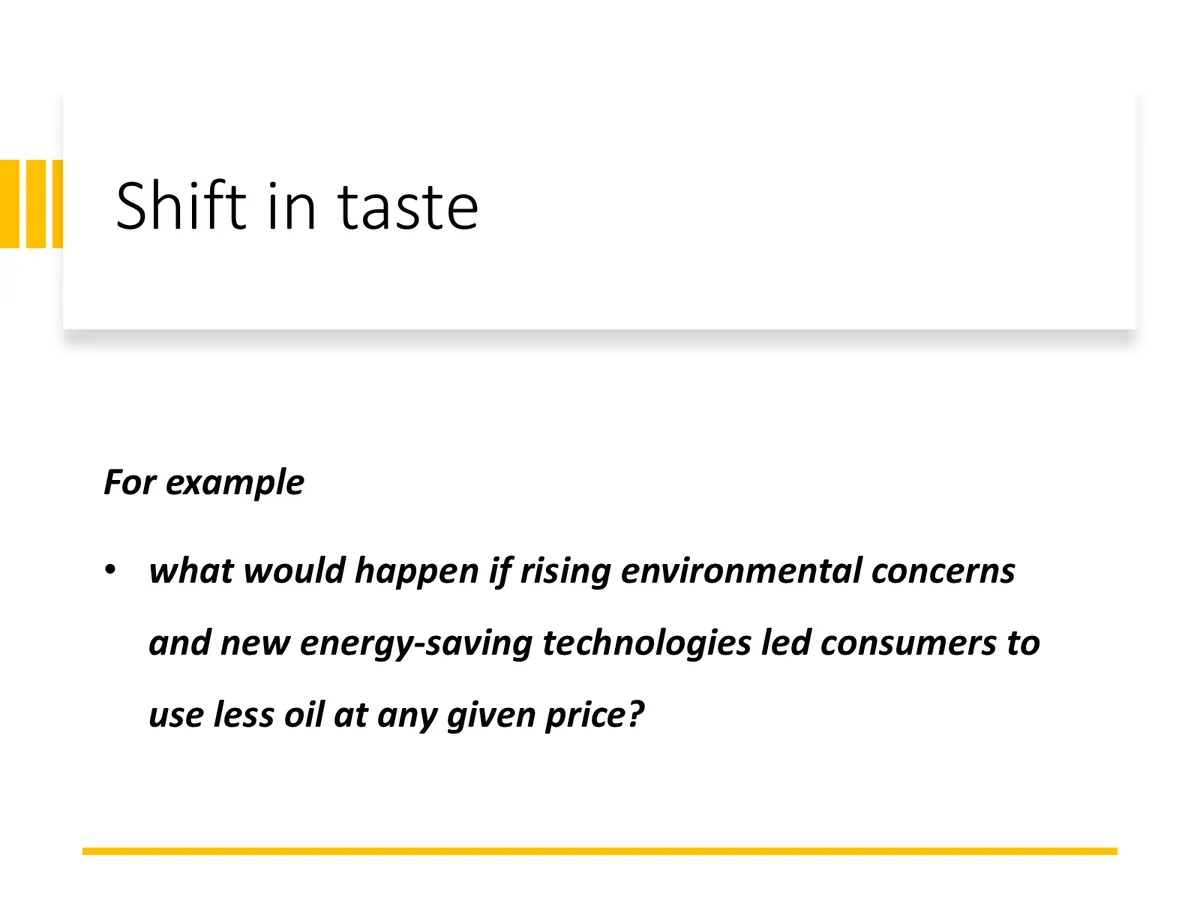 Shift in taste
For example
• what would happen if rising environmental concerns
and new energy-saving technologies led consumers to
use less oil at any given price?